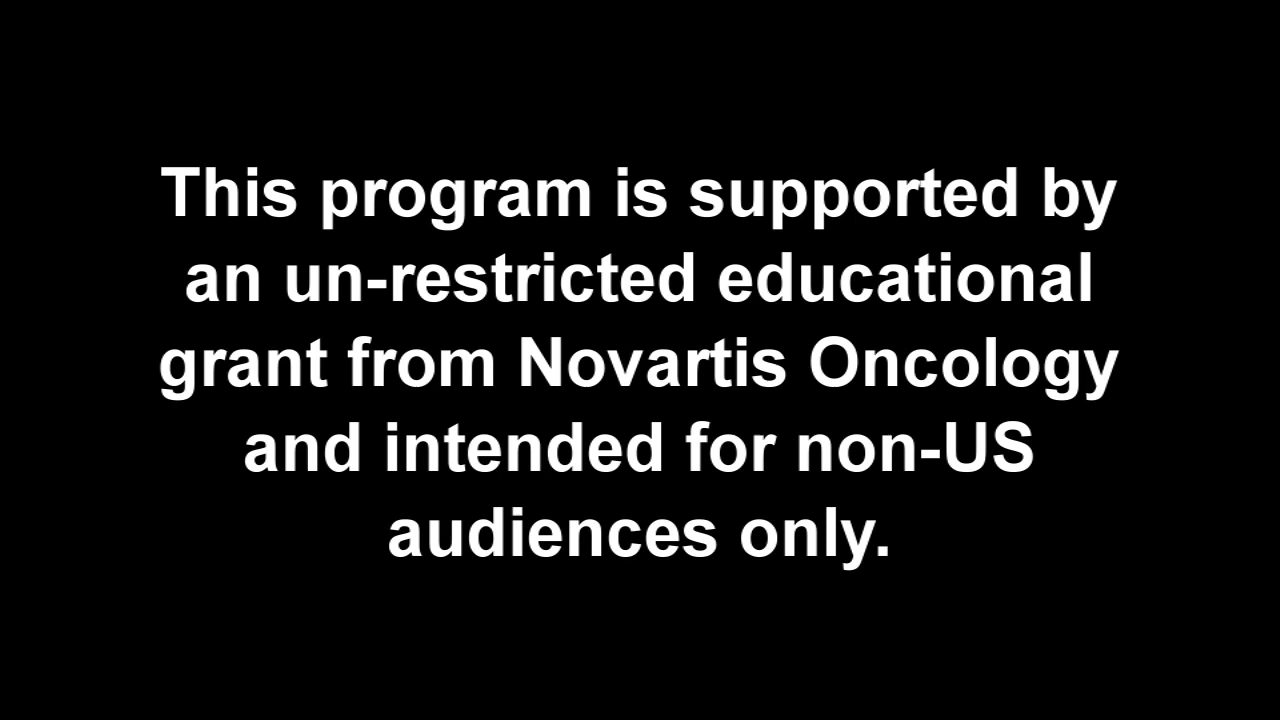 This program is supported by
an un-restricted educational
grant from Novartis Oncology
and intended for non-US
audiences only.